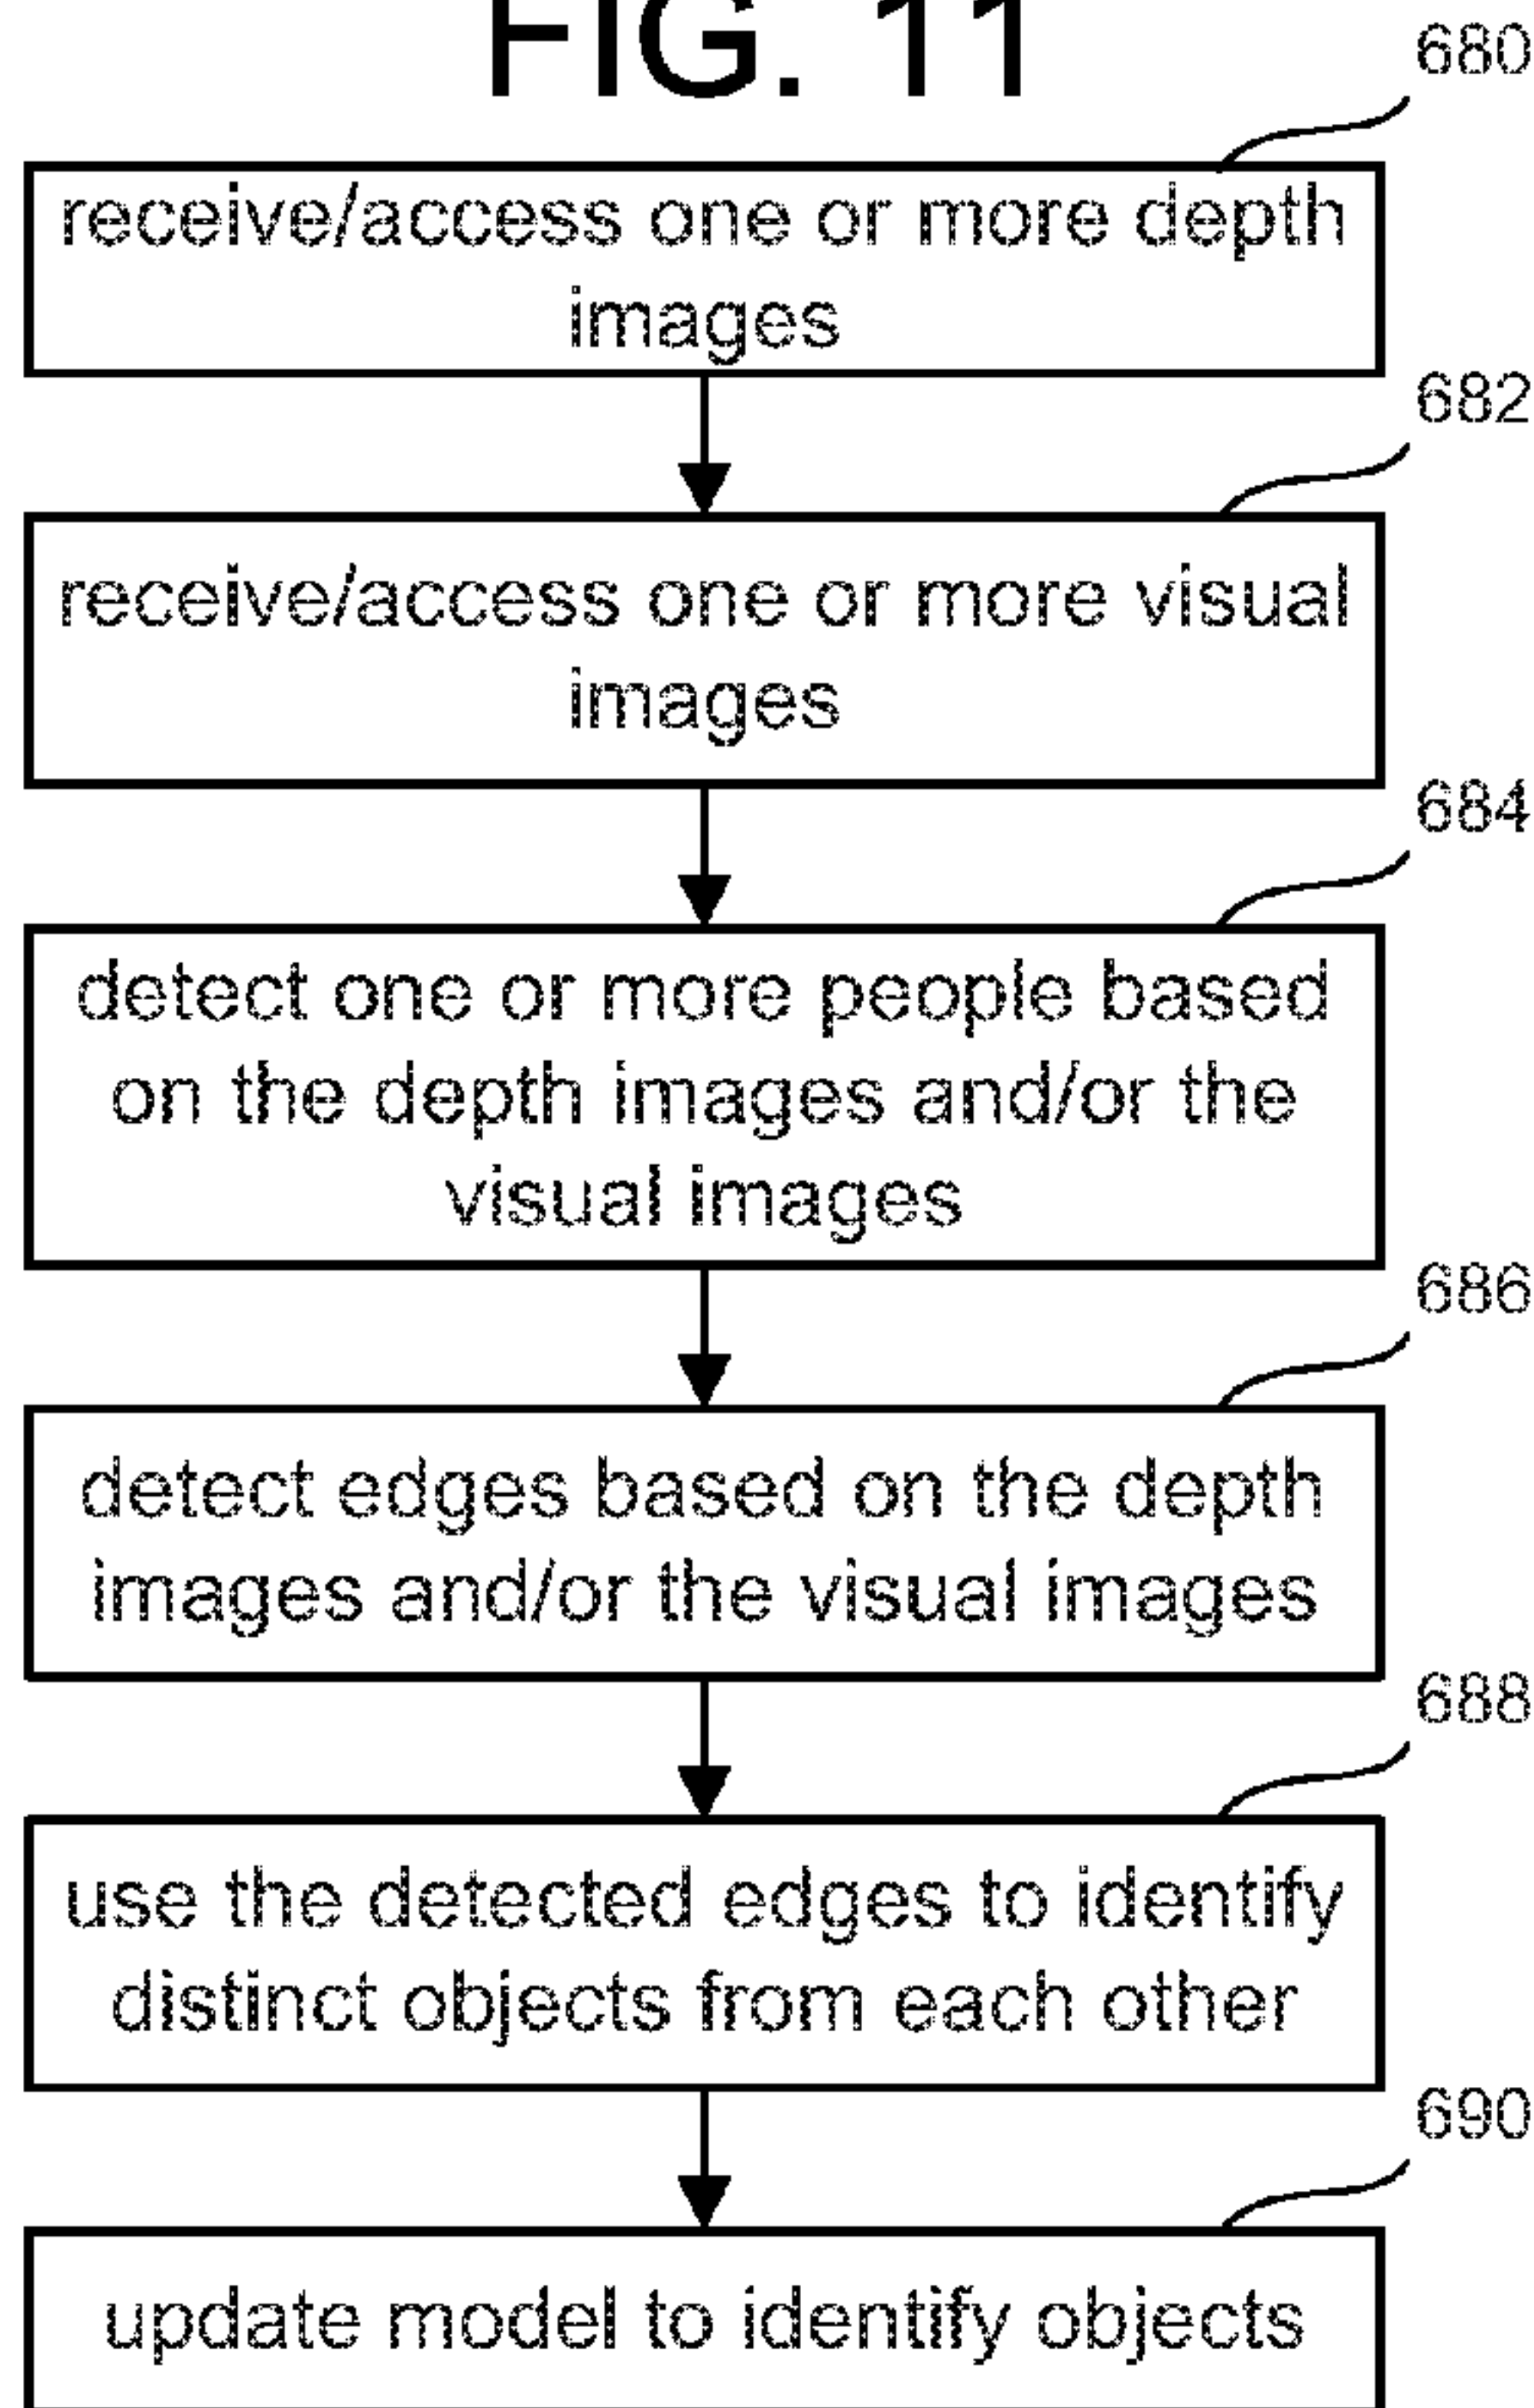 FIG. 11
680
receive/access one or more depth
images
682
receive/access one or more visual
images
684
detect one or more people based
on the depth images and/or the
visual images
686
detect edges based on the depth
images and/or the visual images
688
use the detected edges to identify
distinct objects from each other
690
update model to identify objects